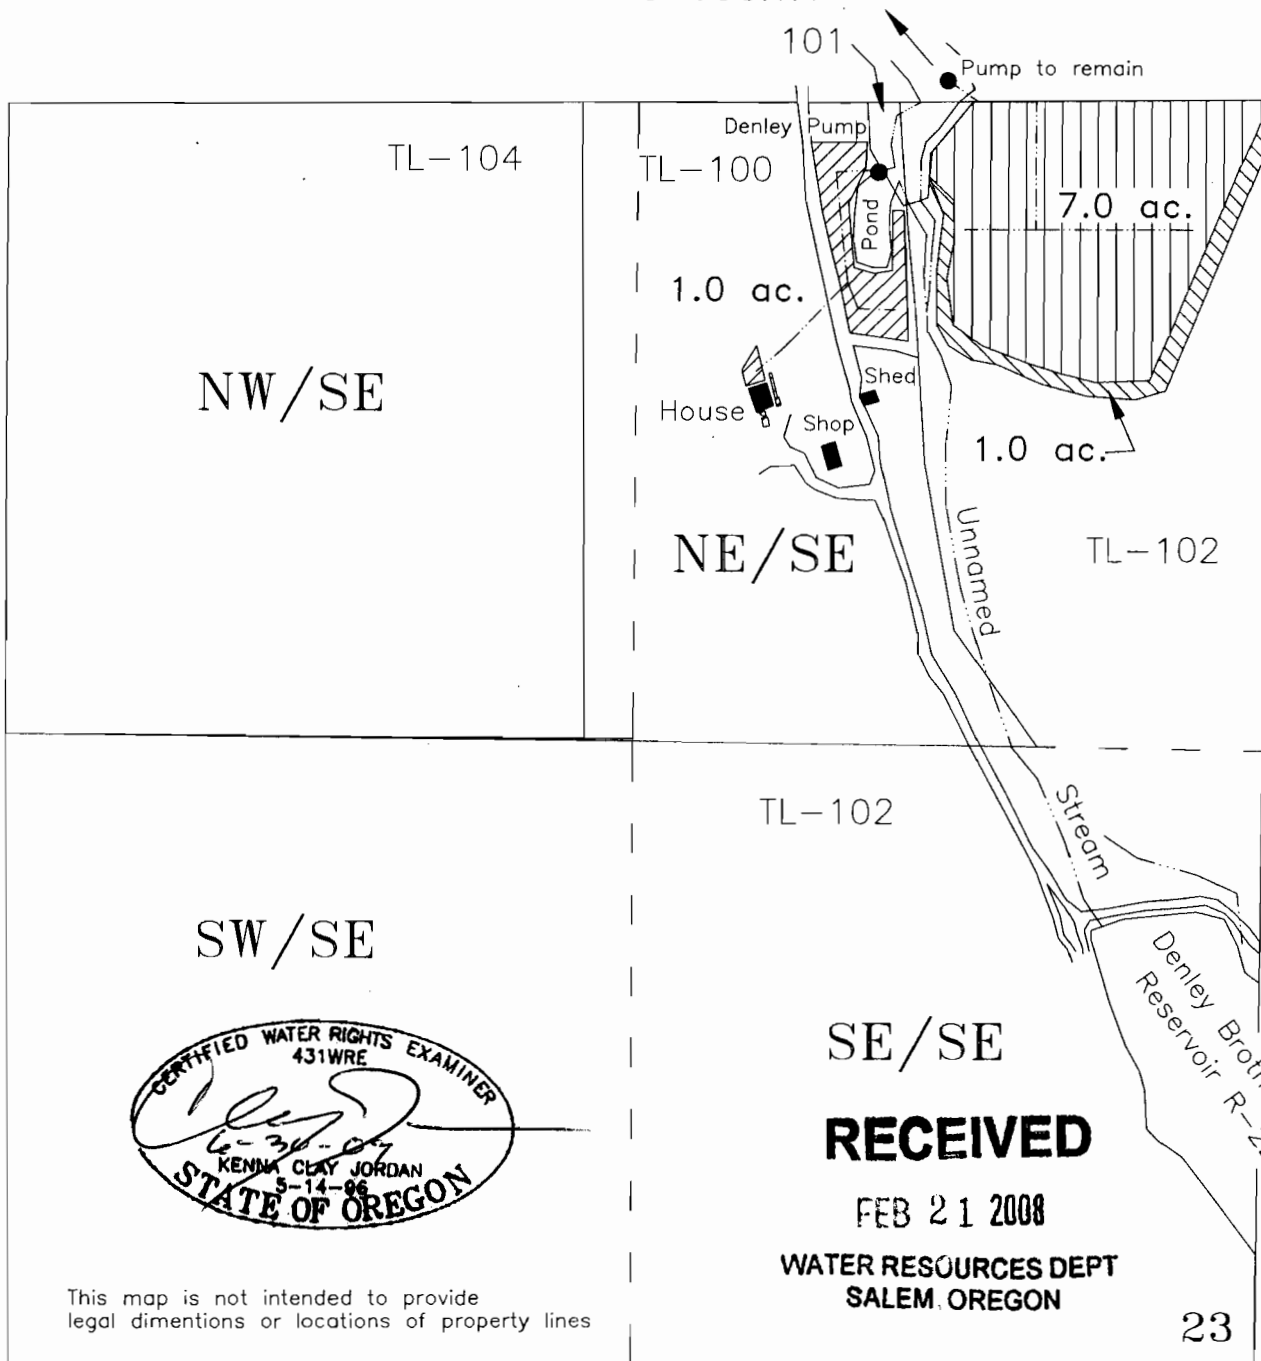 101
Pump to remain
Denley Pump
TL-104
TL-100
Pond
7.0 ac.
1.0 ac.
NW/SE
Shed
House
Shop
1.0 ac.
NE/SE
Unnamed
TL-102
TL-102
Stream
SW/SE
Denley Broth
Reservoir R-2
SE/SE
CERTIFIED WATER RIGHTS EXAMINER
431WRE
6-30-07
KENNA CLAY JORDAN
5-14-96
STATE OF OREGON
RECEIVED
FEB 21 2008
WATER RESOURCES DEPT
SALEM, OREGON
This map is not intended to provide
legal dimentions or locations of property lines
23